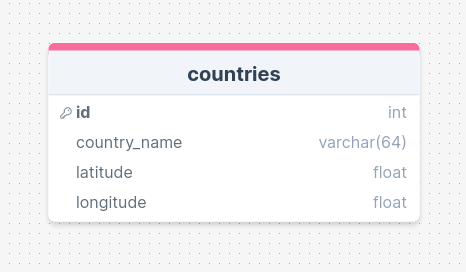 countries
id int
country_name varchar(64)
latitude float
longitude float